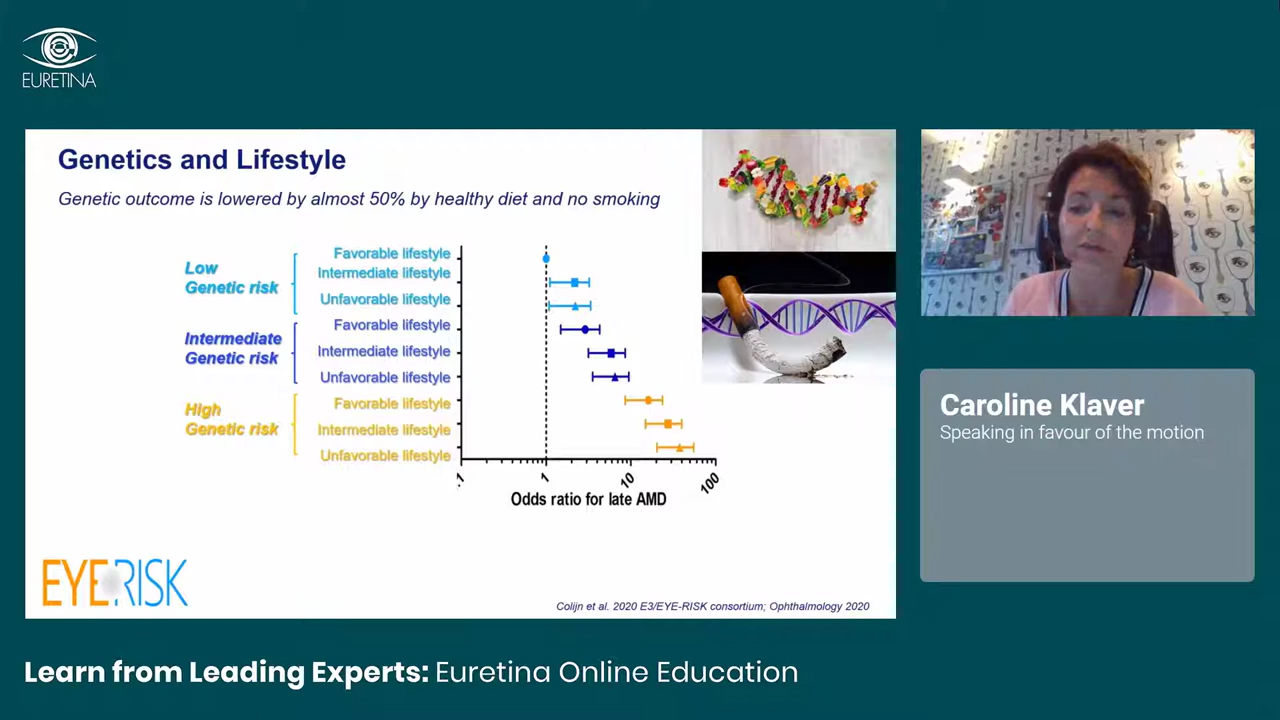 EURETINA
Genetics and Lifestyle
Genetic outcome is lowered by almost 50% by healthy diet and no smoking
Low
Genetic risk
Favorable lifestyle
Intermediate lifestyle
Unfavorable lifestyle
Intermediate
Genetic risk
Favorable lifestyle
Intermediate lifestyle
Unfavorable lifestyle
High
Genetic risk
Favorable lifestyle
Intermediate lifestyle
Unfavorable lifestyle
.1 1 10 100
Odds ratio for late AMD
EYERISK
Colijn et al. 2020 E3/EYE-RISK consortium; Ophthalmology 2020
Caroline Klaver
Speaking in favour of the motion
Learn from Leading Experts: Euretina Online Education